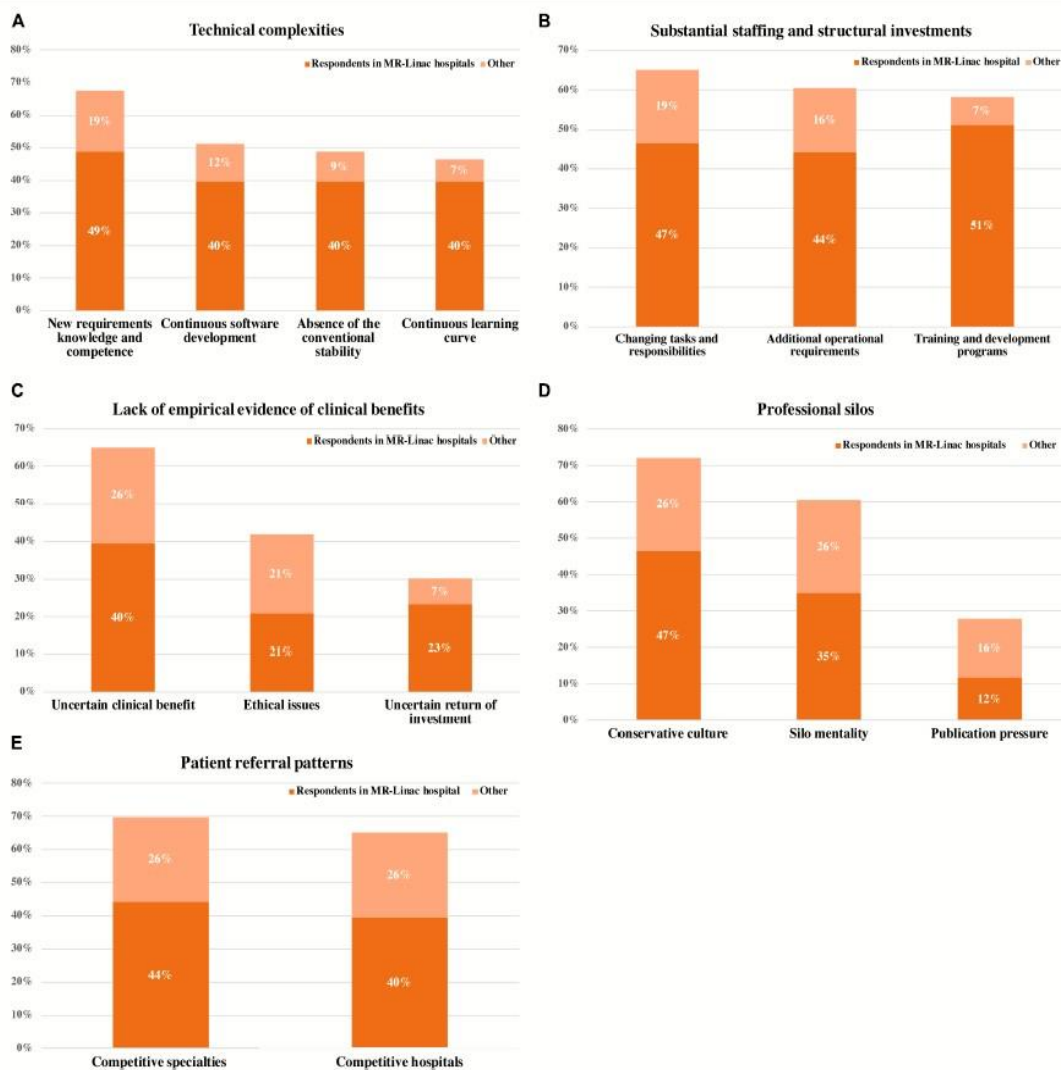 A
Technical complexities
Respondents in MR-Linac hospitals Other
80%
70%
60%
50%
40%
30%
20%
10%
0%
19%
49%
12%
40%
9%
40%
7%
40%
New requirements
knowledge and
competence
Continuous software
development
Absence of the
conventional
stability
Continuous learning
curve
B
Substantial staffing and structural investments
Respondents in MR-Linac hospital Other
70%
60%
50%
40%
30%
20%
10%
0%
19%
47%
16%
44%
7%
51%
Changing tasks and
responsibilities
Additional operational
requirements
Training and development
programs
C
Lack of empirical evidence of clinical benefits
Respondents in MR-Linac hospitals Other
70%
60%
50%
40%
30%
20%
10%
0%
26%
40%
21%
21%
7%
23%
Uncertain clinical benefit
Ethical issues
Uncertain return of
investment
D
Professional silos
Respondents in MR-Linac hospitals Other
80%
70%
60%
50%
40%
30%
20%
10%
0%
26%
47%
26%
35%
16%
12%
Conservative culture
Silo mentality
Publication pressure
E
Patient referral patterns
Respondents in MR-Linac hospital Other
80%
70%
60%
50%
40%
30%
20%
10%
0%
26%
44%
26%
40%
Competitive specialties
Competitive hospitals